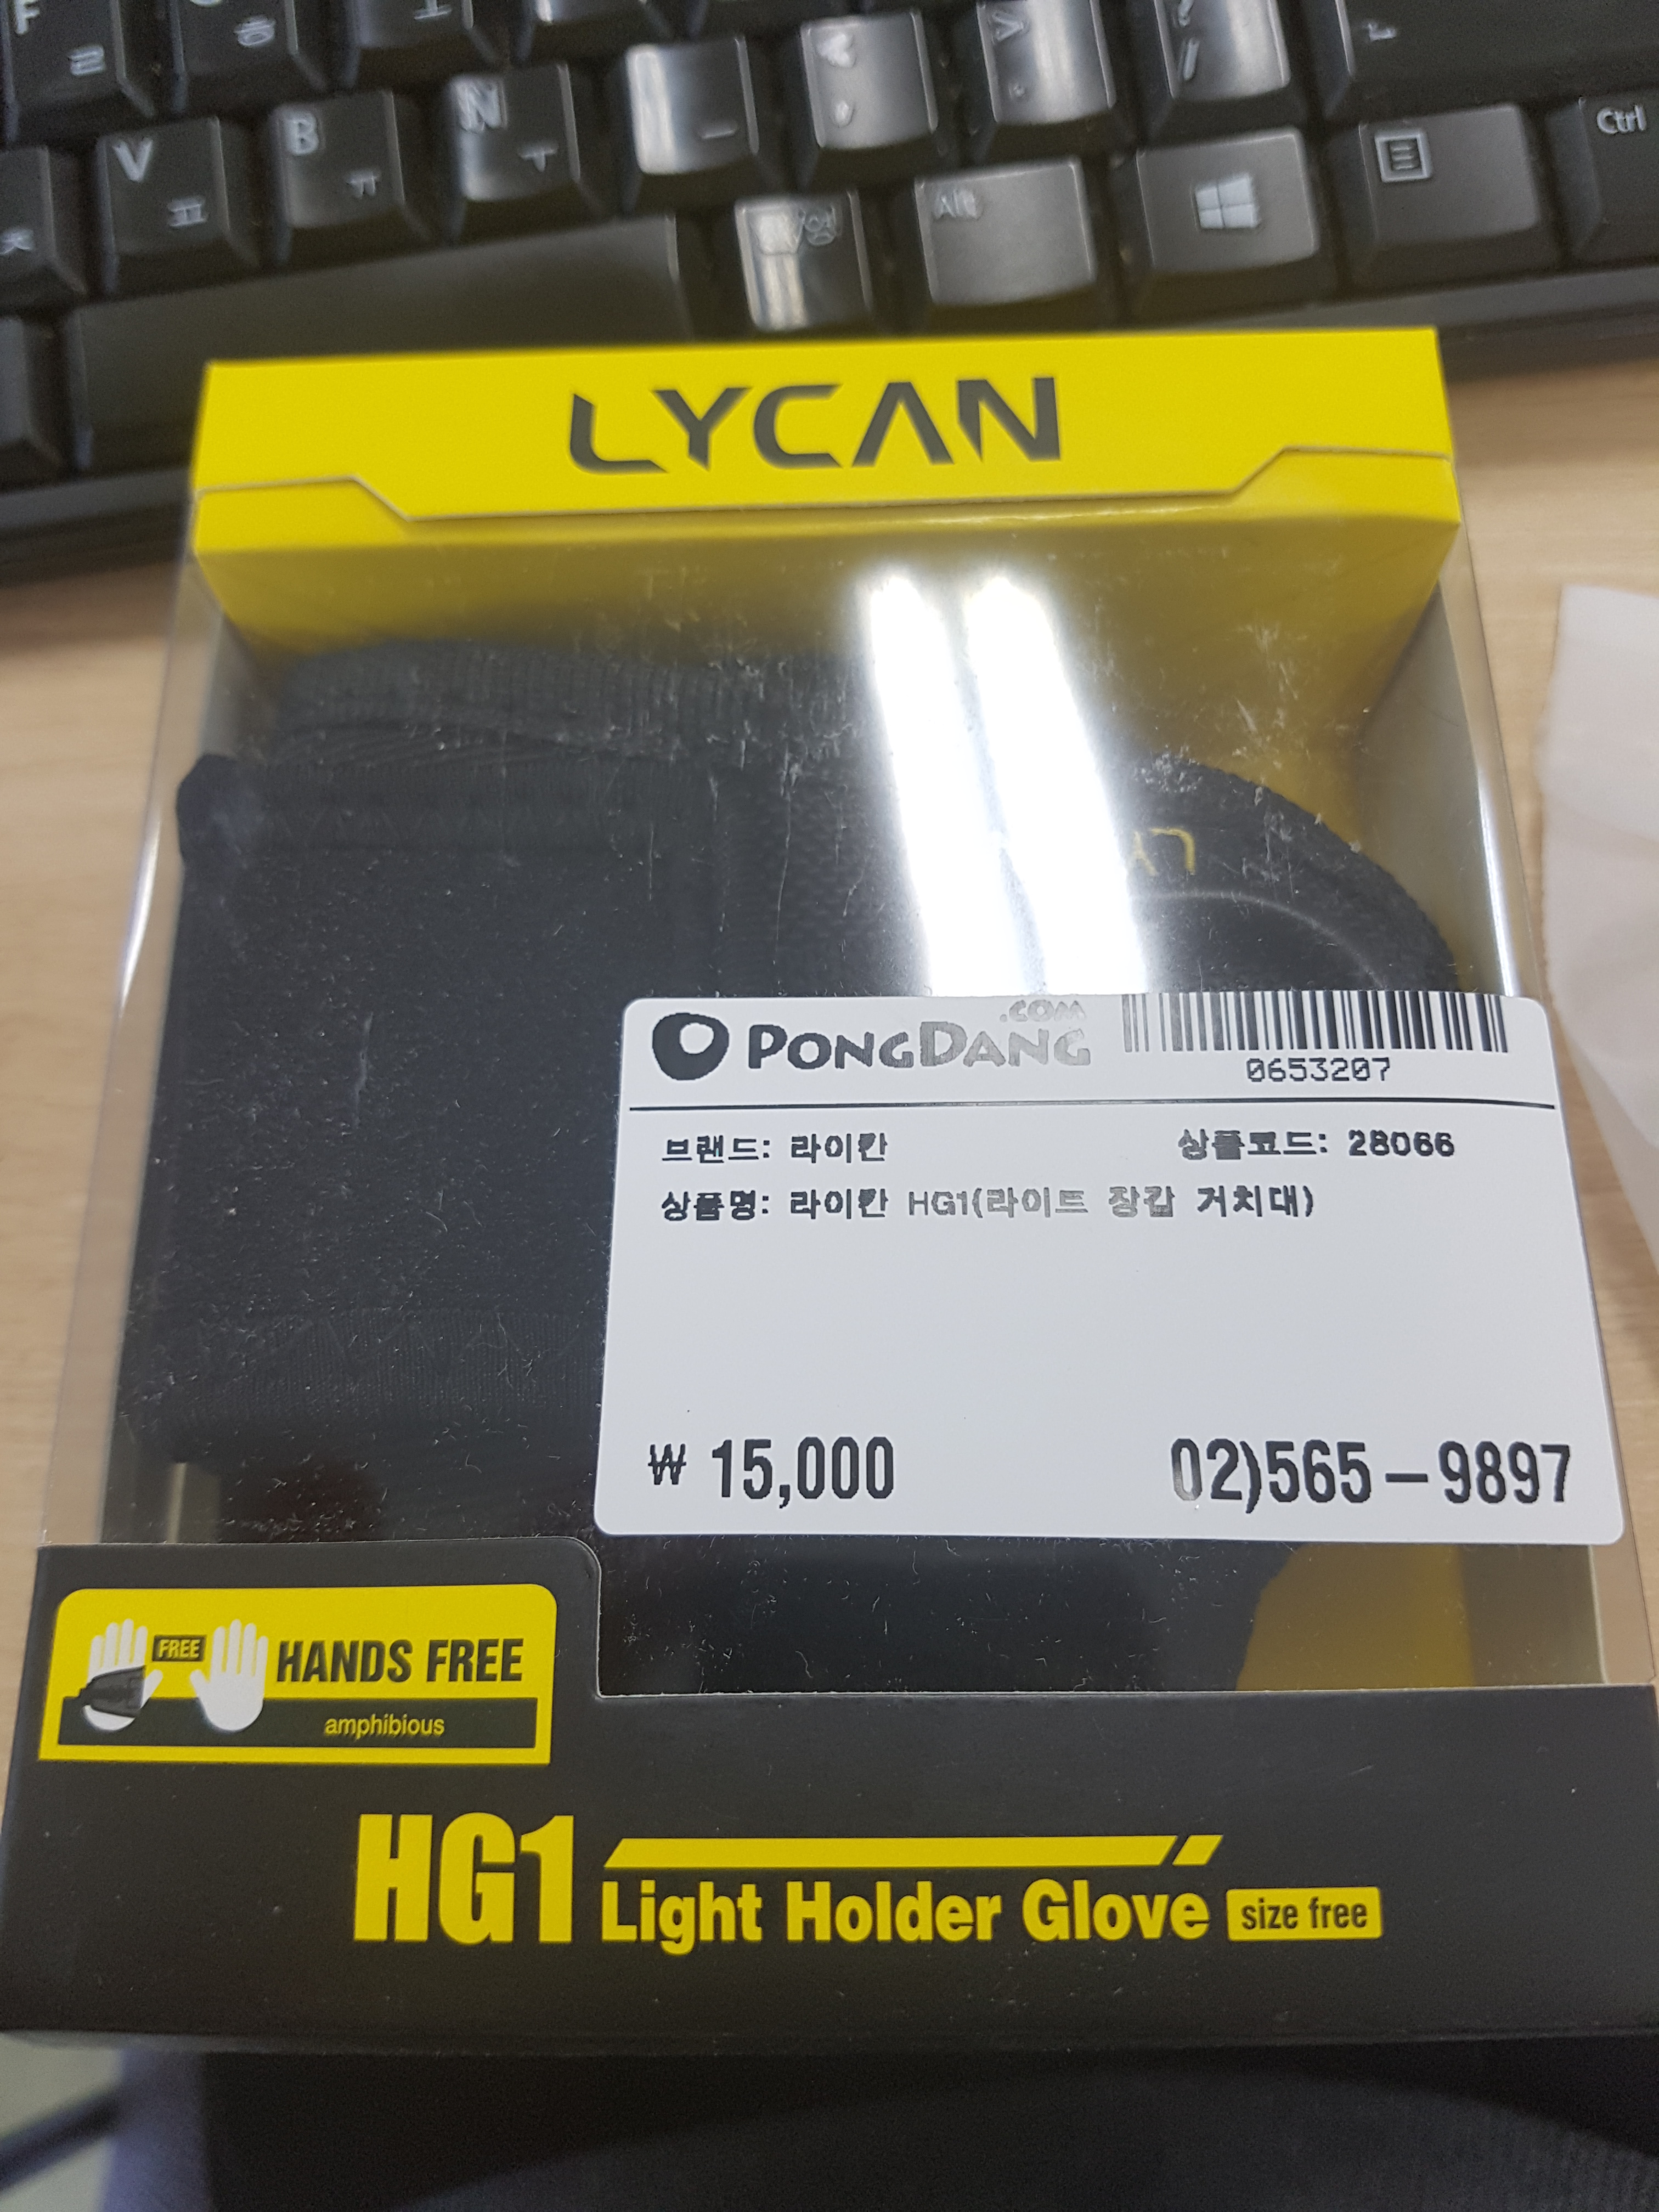 F
ㄹ
ㅎ
V
ㅍ
B
ㅠ
N
ㅜ
Alt
Ctrl
LYCAN
PONGDANG.COM
0653207
브랜드: 라이칸
상품코드: 28066
상품명: 라이칸 HG1(라이트 장갑 거치대)
₩ 15,000
02)565-9897
FREE
HANDS FREE
amphibious
HG1
Light Holder Glove size free